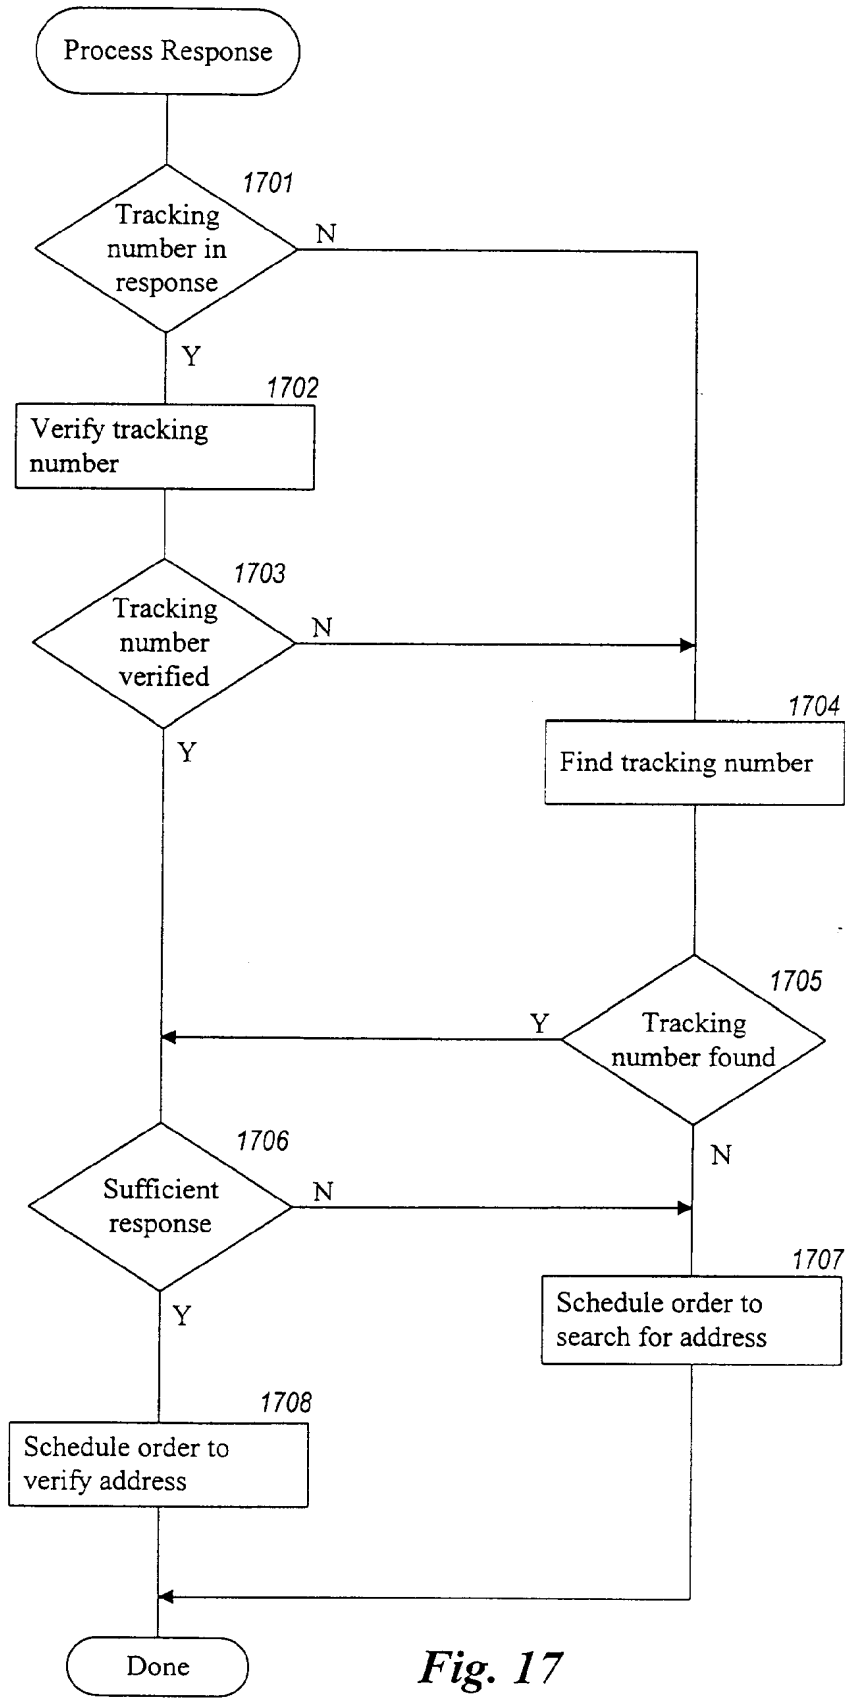 Process Response
1701
Tracking
number in
response
N
Y
1702
Verify tracking
number
1703
Tracking
number
verified
N
Y
1704
Find tracking number
1705
Tracking
number found
Y
N
1706
Sufficient
response
N
Y
1707
Schedule order to
search for address
1708
Schedule order to
verify address
Done
Fig. 17